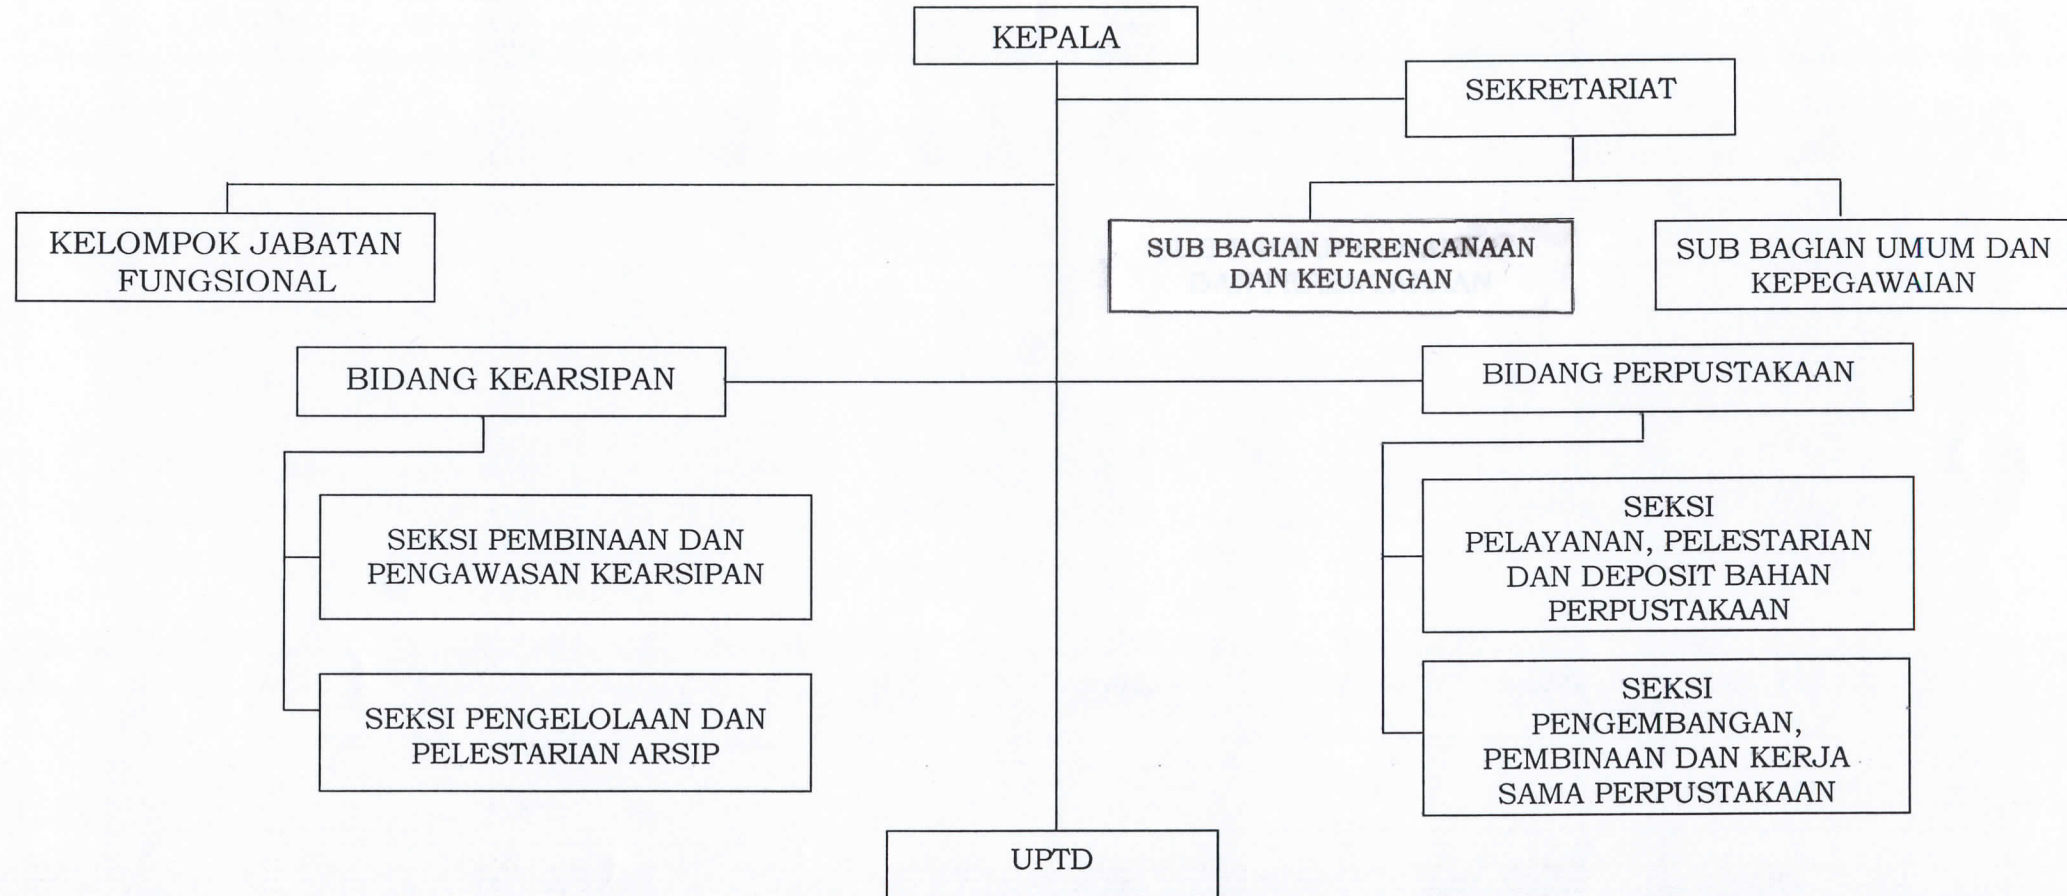 KEPALA
SEKRETARIAT
KELOMPOK JABATAN
FUNGSIONAL
SUB BAGIAN PERENCANAAN
DAN KEUANGAN
SUB BAGIAN UMUM DAN
KEPEGAWAIAN
BIDANG KEARSIPAN
BIDANG PERPUSTAKAAN
SEKSI PEMBINAAN DAN
PENGAWASAN KEARSIPAN
SEKSI PENGELOLAAN DAN
PELESTARIAN ARSIP
SEKSI
PELAYANAN, PELESTARIAN
DAN DEPOSIT BAHAN
PERPUSTAKAAN
SEKSI
PENGEMBANGAN,
PEMBINAAN DAN KERJA
SAMA PERPUSTAKAAN
UPTD